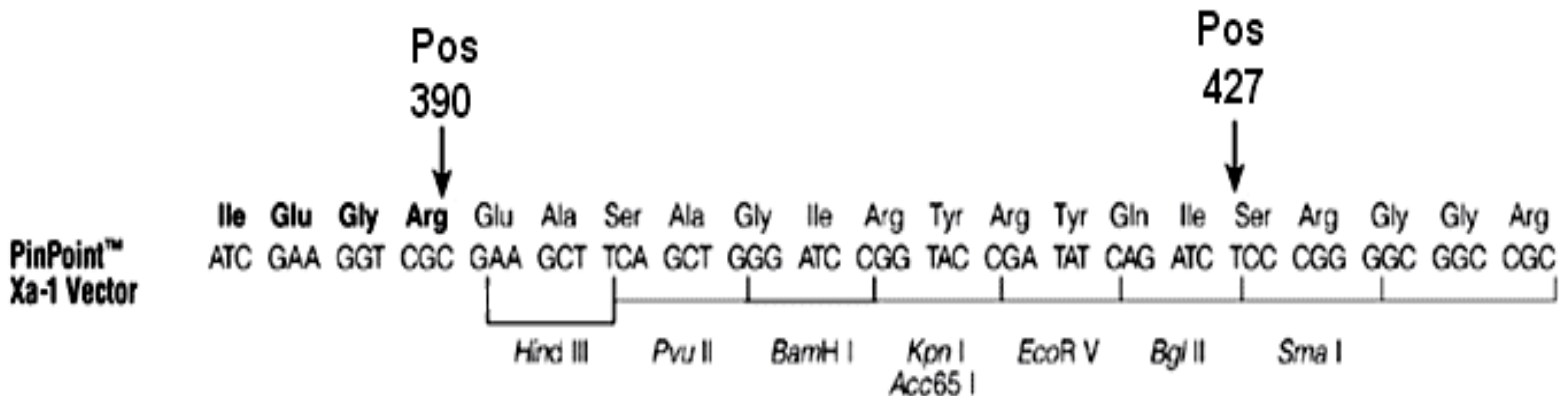 Pos Pos
390 427
Ile Glu Gly Arg Glu Ala Ser Ala Gly Ile Arg Tyr Arg Tyr Gln Ile Ser Arg Gly Gly Arg
PinPoint™ ATC GAA GGT CGC GAA GCT TCA GCT GGG ATC CGG TAC CGA TAT CAG ATC TCC CGG GGC GGC CGC
Xa-1 Vector
Hind III Pvu II BamH I Kpn I EcoR V Bgl II Sma I
Acc65 I